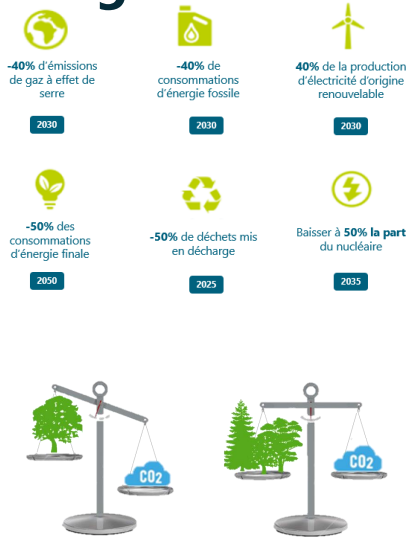 -40% d'émissions
de gaz à effet de
serre
2030
-40% de
consommations
d'énergie fossile
2030
40% de la production
d'électricité d'origine
renouvelable
2030
-50% des
consommations
d'énergie finale
2050
-50% de déchets mis
en décharge
2025
Baisser à 50% la part
du nucléaire
2035
CO2
CO2